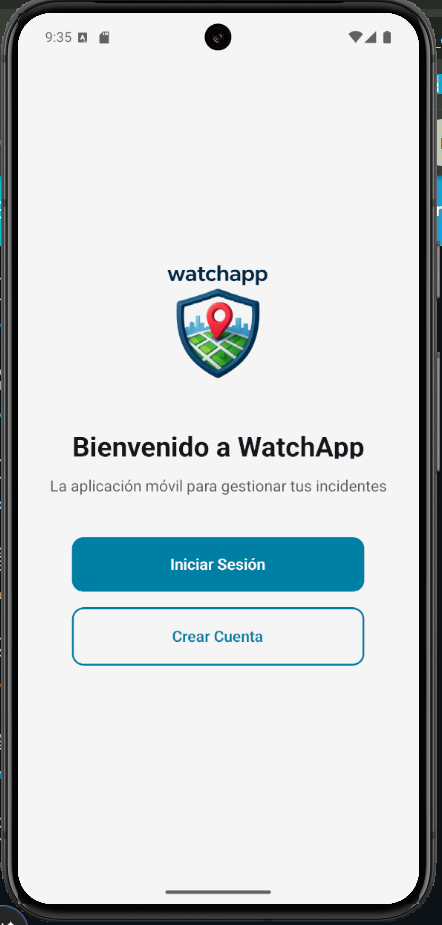 9:35
watchapp
Bienvenido a WatchApp
La aplicación móvil para gestionar tus incidentes
Iniciar Sesión
Crear Cuenta